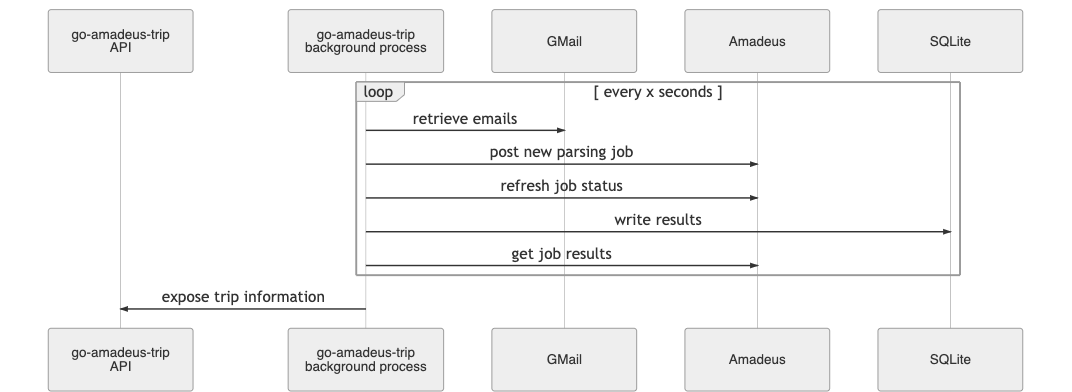 go-amadeus-trip
API
go-amadeus-trip
background process
GMail
Amadeus
SQLite
loop
[ every x seconds ]
retrieve emails
post new parsing job
refresh job status
write results
get job results
expose trip information
go-amadeus-trip
API
go-amadeus-trip
background process
GMail
Amadeus
SQLite